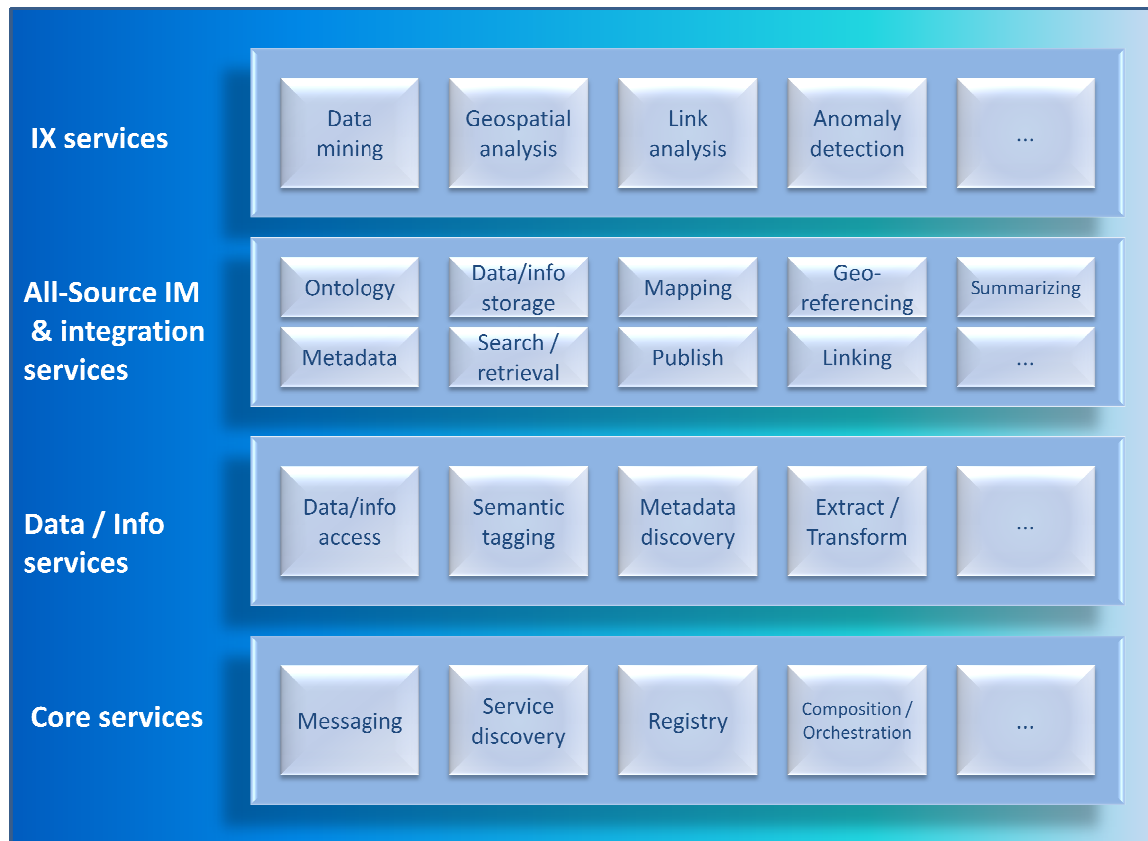 IX services
Data
mining
Geospatial
analysis
Link
analysis
Anomaly
detection
...
All-Source IM
& integration
services
Ontology
Data/info
storage
Mapping
Geo-
referencing
Summarizing
Metadata
Search /
retrieval
Publish
Linking
...
Data / Info
services
Data/info
access
Semantic
tagging
Metadata
discovery
Extract /
Transform
...
Core services
Messaging
Service
discovery
Registry
Composition /
Orchestration
...